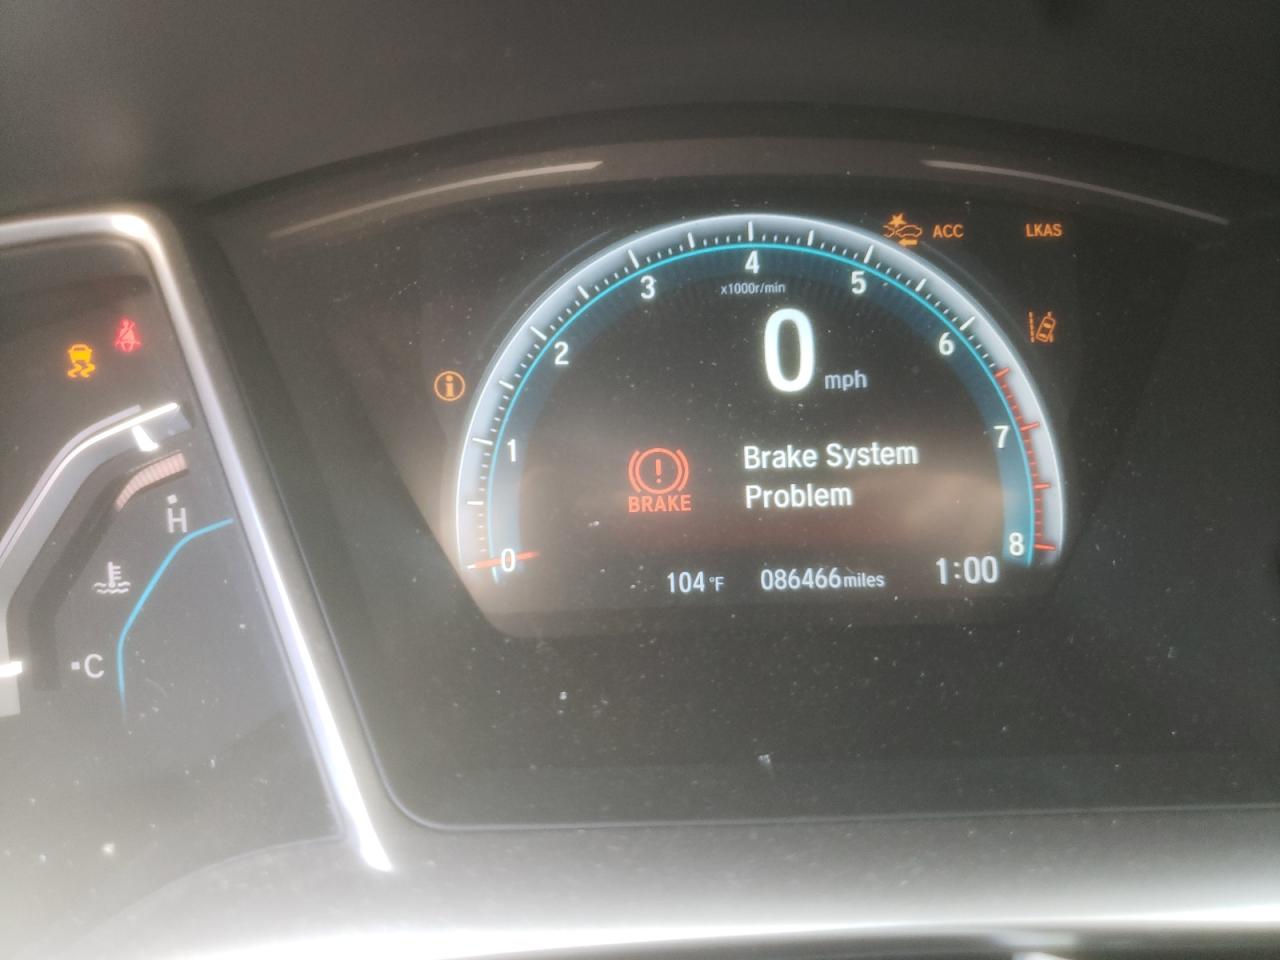 ACC
LKAS
4
3
5
x1000r/min
2
6
0
mph
1
7
Brake System
Problem
BRAKE
H
0
8
104°F
086466miles
1:00
C